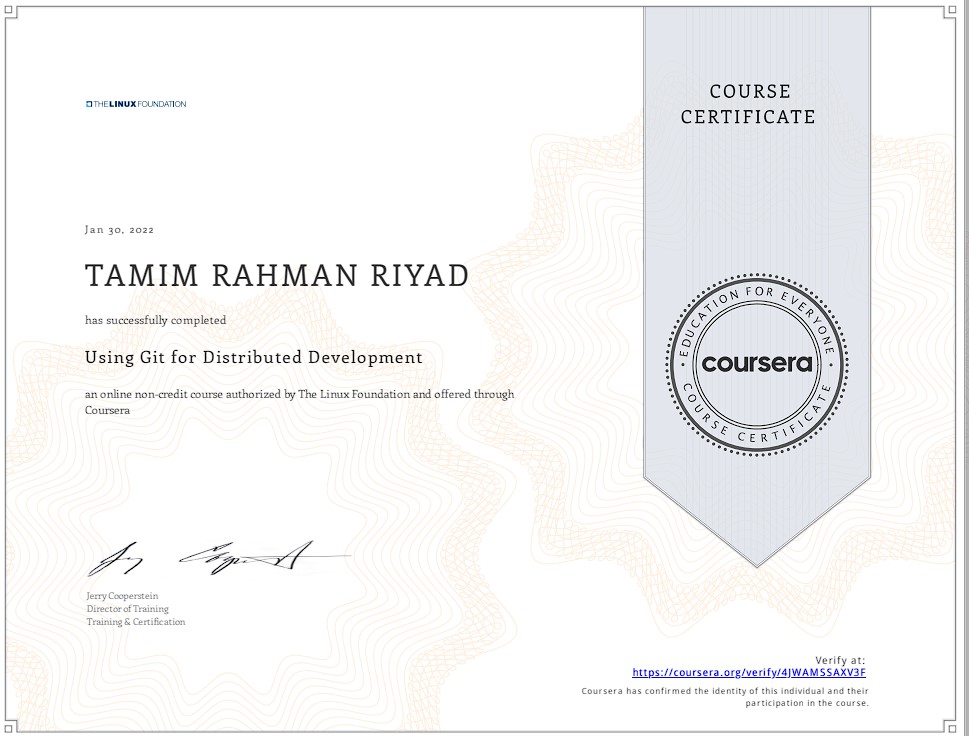 THE LINUX FOUNDATION
COURSE
CERTIFICATE
Jan 30, 2022
TAMIM RAHMAN RIYAD
has successfully completed
Using Git for Distributed Development
an online non-credit course authorized by The Linux Foundation and offered through
Coursera
EDUCATION FOR EVERYONE
coursera
COURSE CERTIFICATE
Jerry Cooperstein
Director of Training
Training & Certification
Verify at:
https://coursera.org/verify/4JWAMSSAXV3F
Coursera has confirmed the identity of this individual and their
participation in the course.